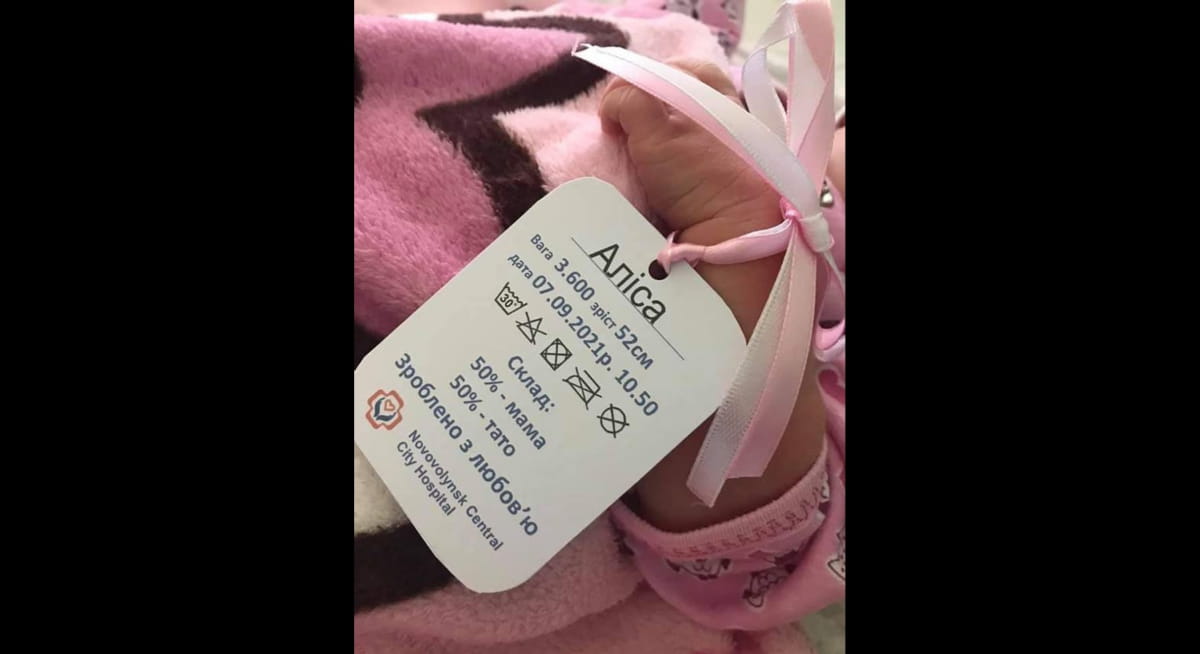 Аліса
Вага 3.600 зріст 52см
дата 07.09.2021р. 10.50
30°
Склад:
50% - мама
50% - тато
Зроблено з любов’ю
Novovolynsk Central
City Hospital